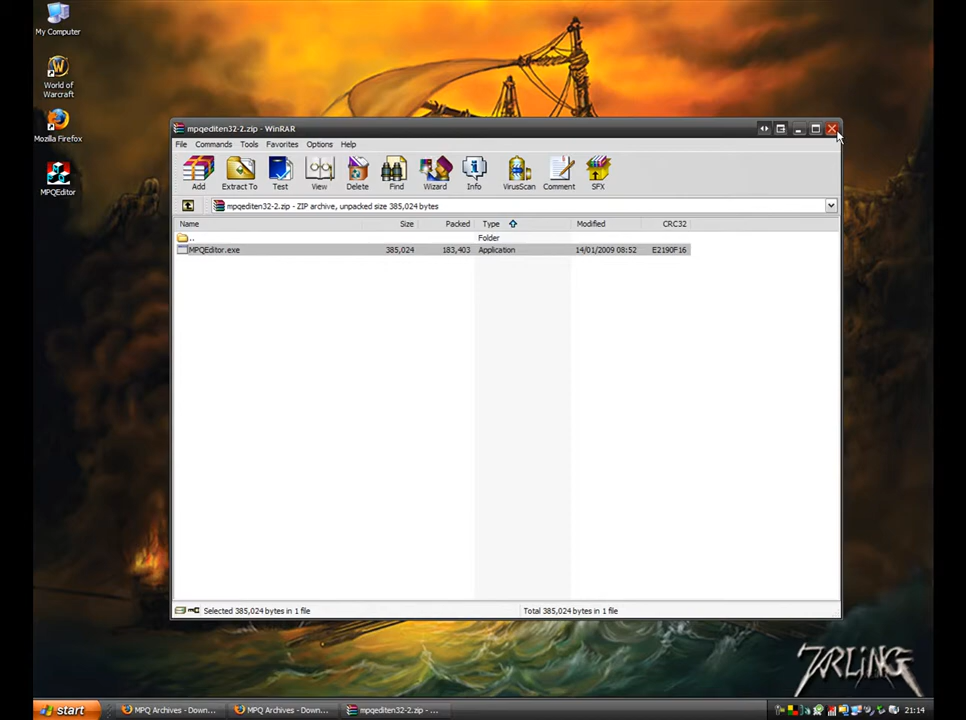 My Computer
World of
Warcraft
Mozilla Firefox
MPQEditor
mpqediten32-2.zip - WinRAR
File Commands Tools Favorites Options Help
Add Extract To Test View Delete Find Wizard Info VirusScan Comment SFX
mpqediten32-2.zip - ZIP archive, unpacked size 385,024 bytes
Name Size Packed Type Modified CRC32
.. Folder
MPQEditor.exe 385,024 183,403 Application 14/01/2009 08:52 E2190F16
Selected 385,024 bytes in 1 file Total 385,024 bytes in 1 file
7ARLiNG
start MPQ Archives - Down... MPQ Archives - Down... mpqediten32-2.zip - ... 21:14